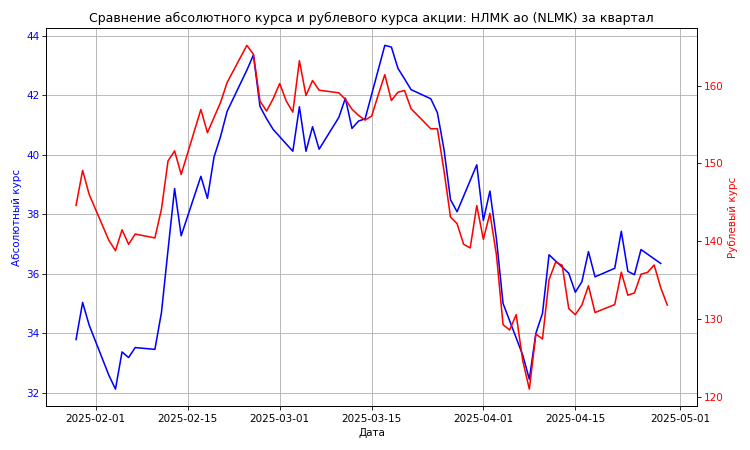 Сравнение абсолютного курса и рублевого курса акции: НЛМК ао (NLMK) за квартал
44
42
40
38
36
34
32
Абсолютный курс
160
150
140
130
120
Рублевый курс
2025-02-01 2025-02-15 2025-03-01 2025-03-15 2025-04-01 2025-04-15 2025-05-01
Дата